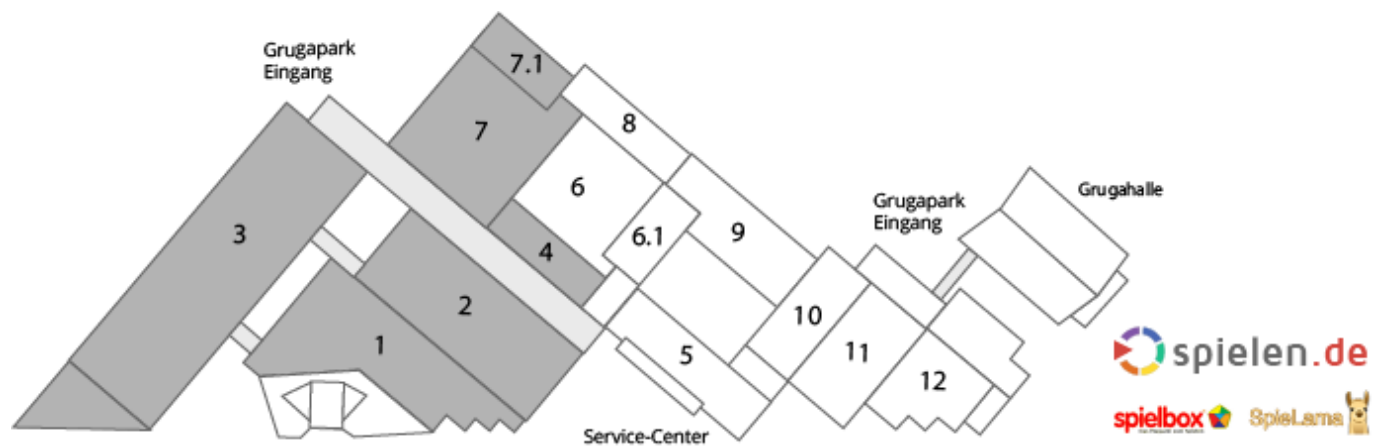 Grugapark
Eingang
7.1
7
8
6
3
Grugapark
Eingang
Grugahalle
6.1
9
4
2
10
1
5
11
12
spielen.de
spielbox
SpieLama
Service-Center